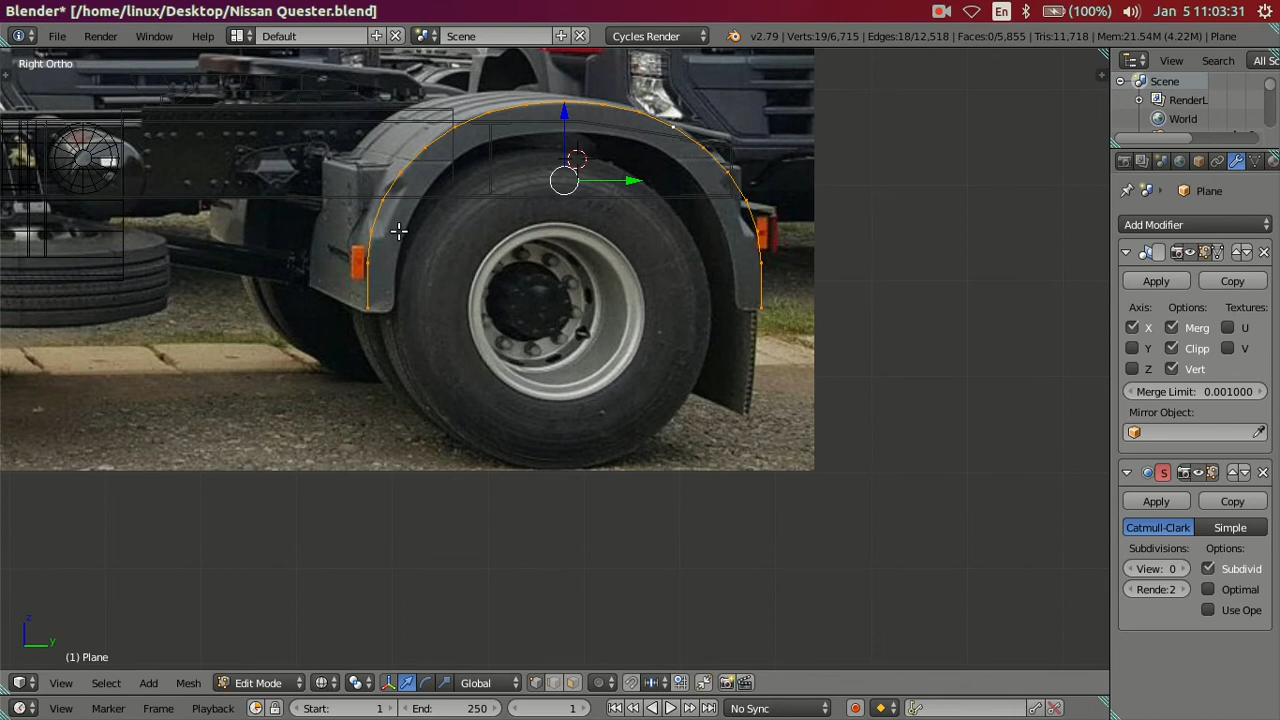 Blender* [/home/linux/Desktop/Nissan Quester.blend]
En
(100%)
Jan 5 11:03:31
File
Render
Window
Help
Default
Scene
Cycles Render
v2.79 | Verts:19/6,715 | Edges:18/12,518 | Faces:0/5,855 | Tris:11,718 | Mem:21.54M (4.22M) | Plane
Right Ortho
View
Search
All Sc
Scene
RenderL
World
Plane
Add Modifier
Apply
Copy
Axis:
Options:
Textures:
X
Merg
U
Y
Clipp
V
Z
Vert
Merge Limit: 0.001000
Mirror Object:
S
Apply
Copy
Catmull-Clark
Simple
Subdivisions:
Options:
View: 0
Subdivid
Rende:2
Optimal
Use Ope
z
y
(1) Plane
View
Select
Add
Mesh
Edit Mode
Global
View
Marker
Frame
Playback
Start: 1
End: 250
1
No Sync